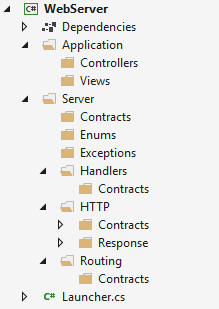 C# WebServer
Dependencies
Application
Controllers
Views
Server
Contracts
Enums
Exceptions
Handlers
Contracts
HTTP
Contracts
Response
Routing
Contracts
C# Launcher.cs